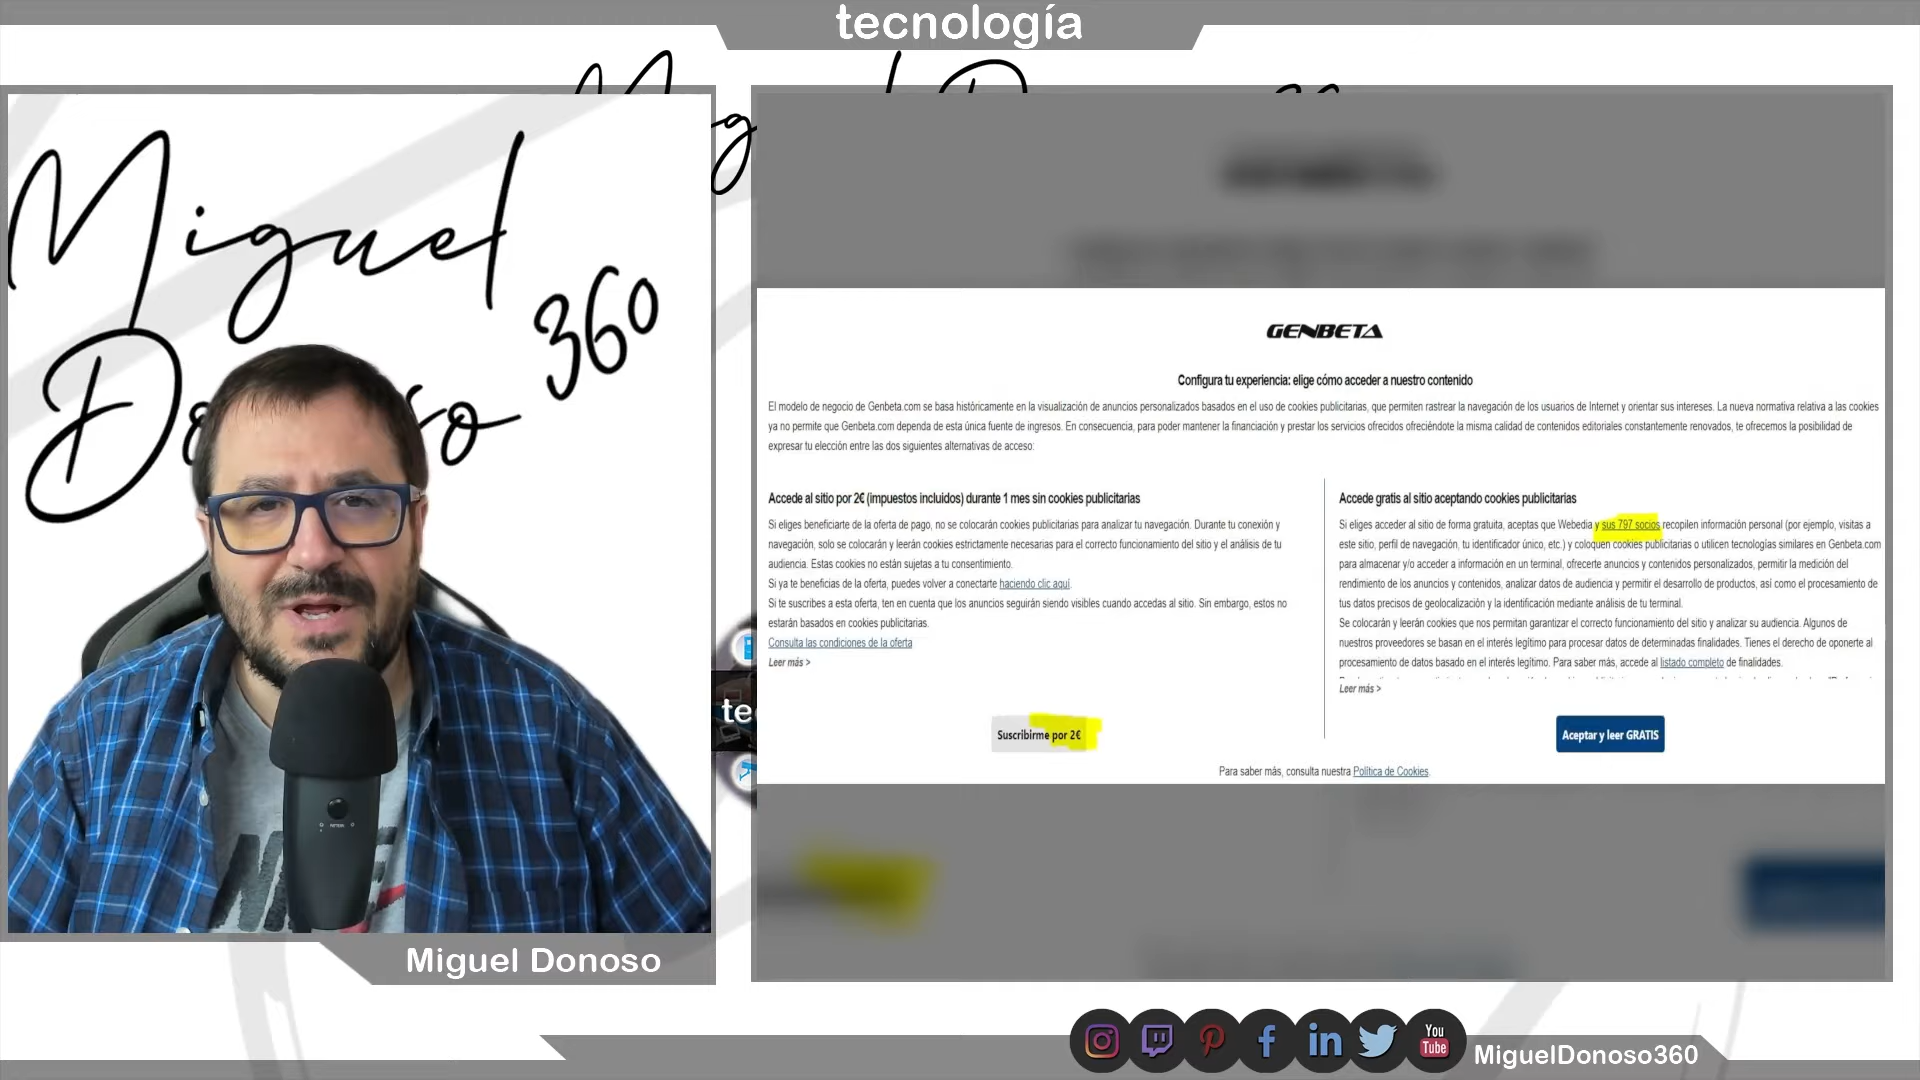 tecnología
Miguel
Donoso
360
Miguel Donoso
GENBETA
Configura tu experiencia: elige cómo acceder a nuestro contenido
El modelo de negocio de Genbeta.com se basa históricamente en la visualización de anuncios personalizados basados en el uso de cookies publicitarias, que permiten rastrear la navegación de los usuarios de Internet y orientar sus intereses. La nueva normativa relativa a las cookies
ya no permite que Genbeta.com dependa de esta única fuente de ingresos. En consecuencia, para poder mantener la financiación y prestar los servicios ofrecidos ofreciéndote la misma calidad de contenidos editoriales constantemente renovados, te ofrecemos la posibilidad de
expresar tu elección entre las dos siguientes alternativas de acceso:
Accede al sitio por 2€ (impuestos incluidos) durante 1 mes sin cookies publicitarias
Si eliges beneficiarte de la oferta de pago, no se colocarán cookies publicitarias para analizar tu navegación. Durante tu conexión y
navegación, solo se colocarán y leerán cookies estrictamente necesarias para el correcto funcionamiento del sitio y el análisis de tu
audiencia. Estas cookies no están sujetas a tu consentimiento.
Si ya te beneficias de la oferta, puedes volver a conectarte haciendo clic aquí.
Si te suscribes a esta oferta, ten en cuenta que los anuncios seguirán siendo visibles cuando accedas al sitio. Sin embargo, estos no
estarán basados en cookies publicitarias.
Consulta las condiciones de la oferta
Leer más >
Suscribirme por 2€
Accede gratis al sitio aceptando cookies publicitarias
Si eliges acceder al sitio de forma gratuita, aceptas que Webedia y sus 797 socios recopilen información personal (por ejemplo, visitas a
este sitio, perfil de navegación, tu identificador único, etc.) y coloquen cookies publicitarias o utilicen tecnologías similares en Genbeta.com
para almacenar y/o acceder a información en un terminal, ofrecerte anuncios y contenidos personalizados, permitir la medición del
rendimiento de los anuncios y contenidos, analizar datos de audiencia y permitir el desarrollo de productos, así como el procesamiento de
tus datos precisos de geolocalización y la identificación mediante análisis de tu terminal.
Se colocarán y leerán cookies que nos permitan garantizar el correcto funcionamiento del sitio y analizar su audiencia. Algunos de
nuestros proveedores se basan en el interés legítimo para procesar datos de determinadas finalidades. Tienes el derecho de oponerte al
procesamiento de datos basado en el interés legítimo. Para saber más, accede al listado completo de finalidades.
Leer más >
Aceptar y leer GRATIS
Para saber más, consulta nuestra Política de Cookies.
te
in
You
Tube
MiguelDonoso360